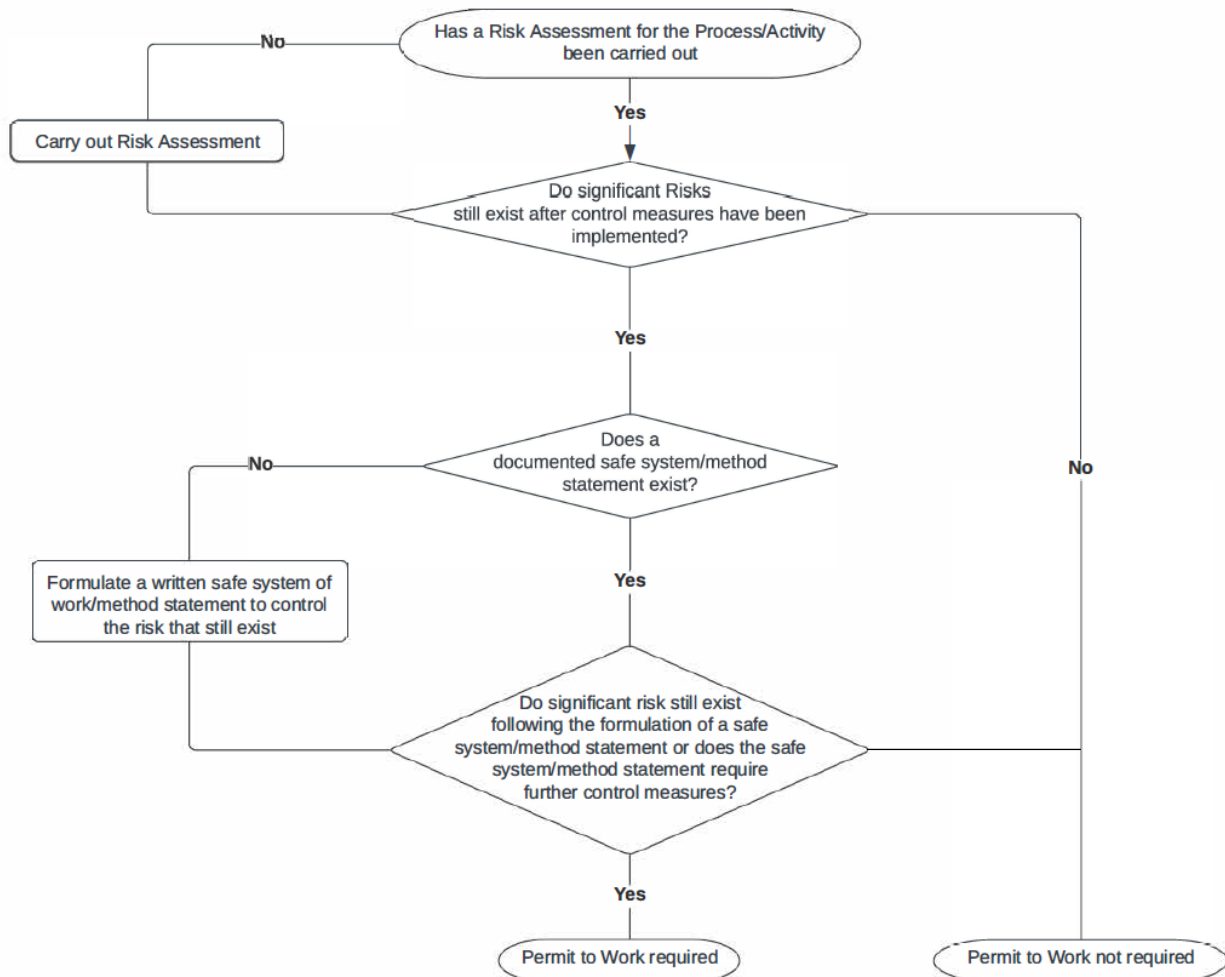 Has a Risk Assessment for the Process/Activity
been carried out
No
Yes
Carry out Risk Assessment
Do significant Risks
still exist after control measures have been
implemented?
Yes
No
Does a
documented safe system/method
statement exist?
No
Yes
Formulate a written safe system of
work/method statement to control
the risk that still exist
Do significant risk still exist
following the formulation of a safe
system/method statement or does the safe
system/method statement require
further control measures?
Yes
Permit to Work required
Permit to Work not required